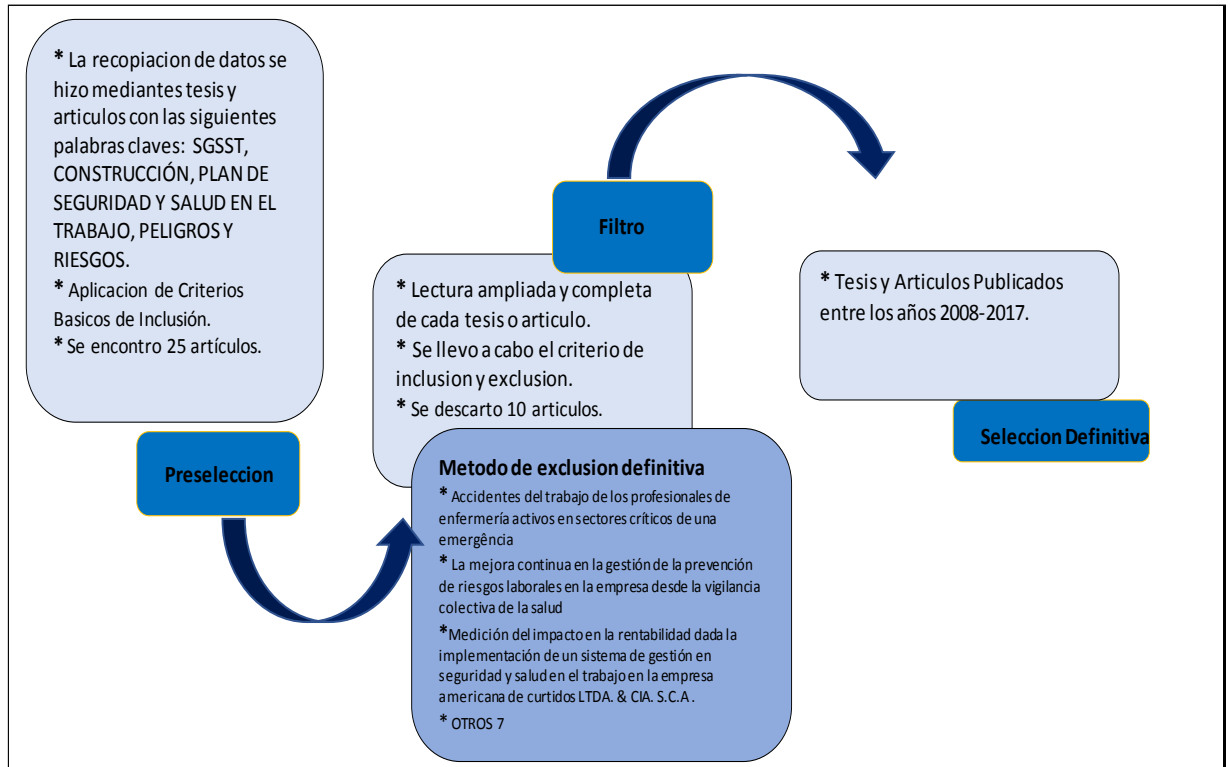 * La recopiacion de datos se
hizo mediantes tesis y
articulos con las siguientes
palabras claves: SGSST,
CONSTRUCCIÓN, PLAN DE
SEGURIDAD Y SALUD EN EL
TRABAJO, PELIGROS Y
RIESGOS.
* Aplicacion de Criterios
Basicos de Inclusión.
* Se encontro 25 artículos.
Preseleccion
Filtro
* Lectura ampliada y completa
de cada tesis o articulo.
* Se llevo a cabo el criterio de
inclusion y exclusion.
* Se descarto 10 articulos.
Metodo de exclusion definitiva
* Accidentes del trabajo de los profesionales de
enfermería activos en sectores críticos de una
emergência
* La mejora continua en la gestión de la prevención
de riesgos laborales en la empresa desde la vigilancia
colectiva de la salud
*Medición del impacto en la rentabilidad dada la
implementación de un sistema de gestión en
seguridad y salud en el trabajo en la empresa
americana de curtidos LTDA. & CIA. S.C.A .
* OTROS 7
* Tesis y Articulos Publicados
entre los años 2008-2017.
Seleccion Definitiva